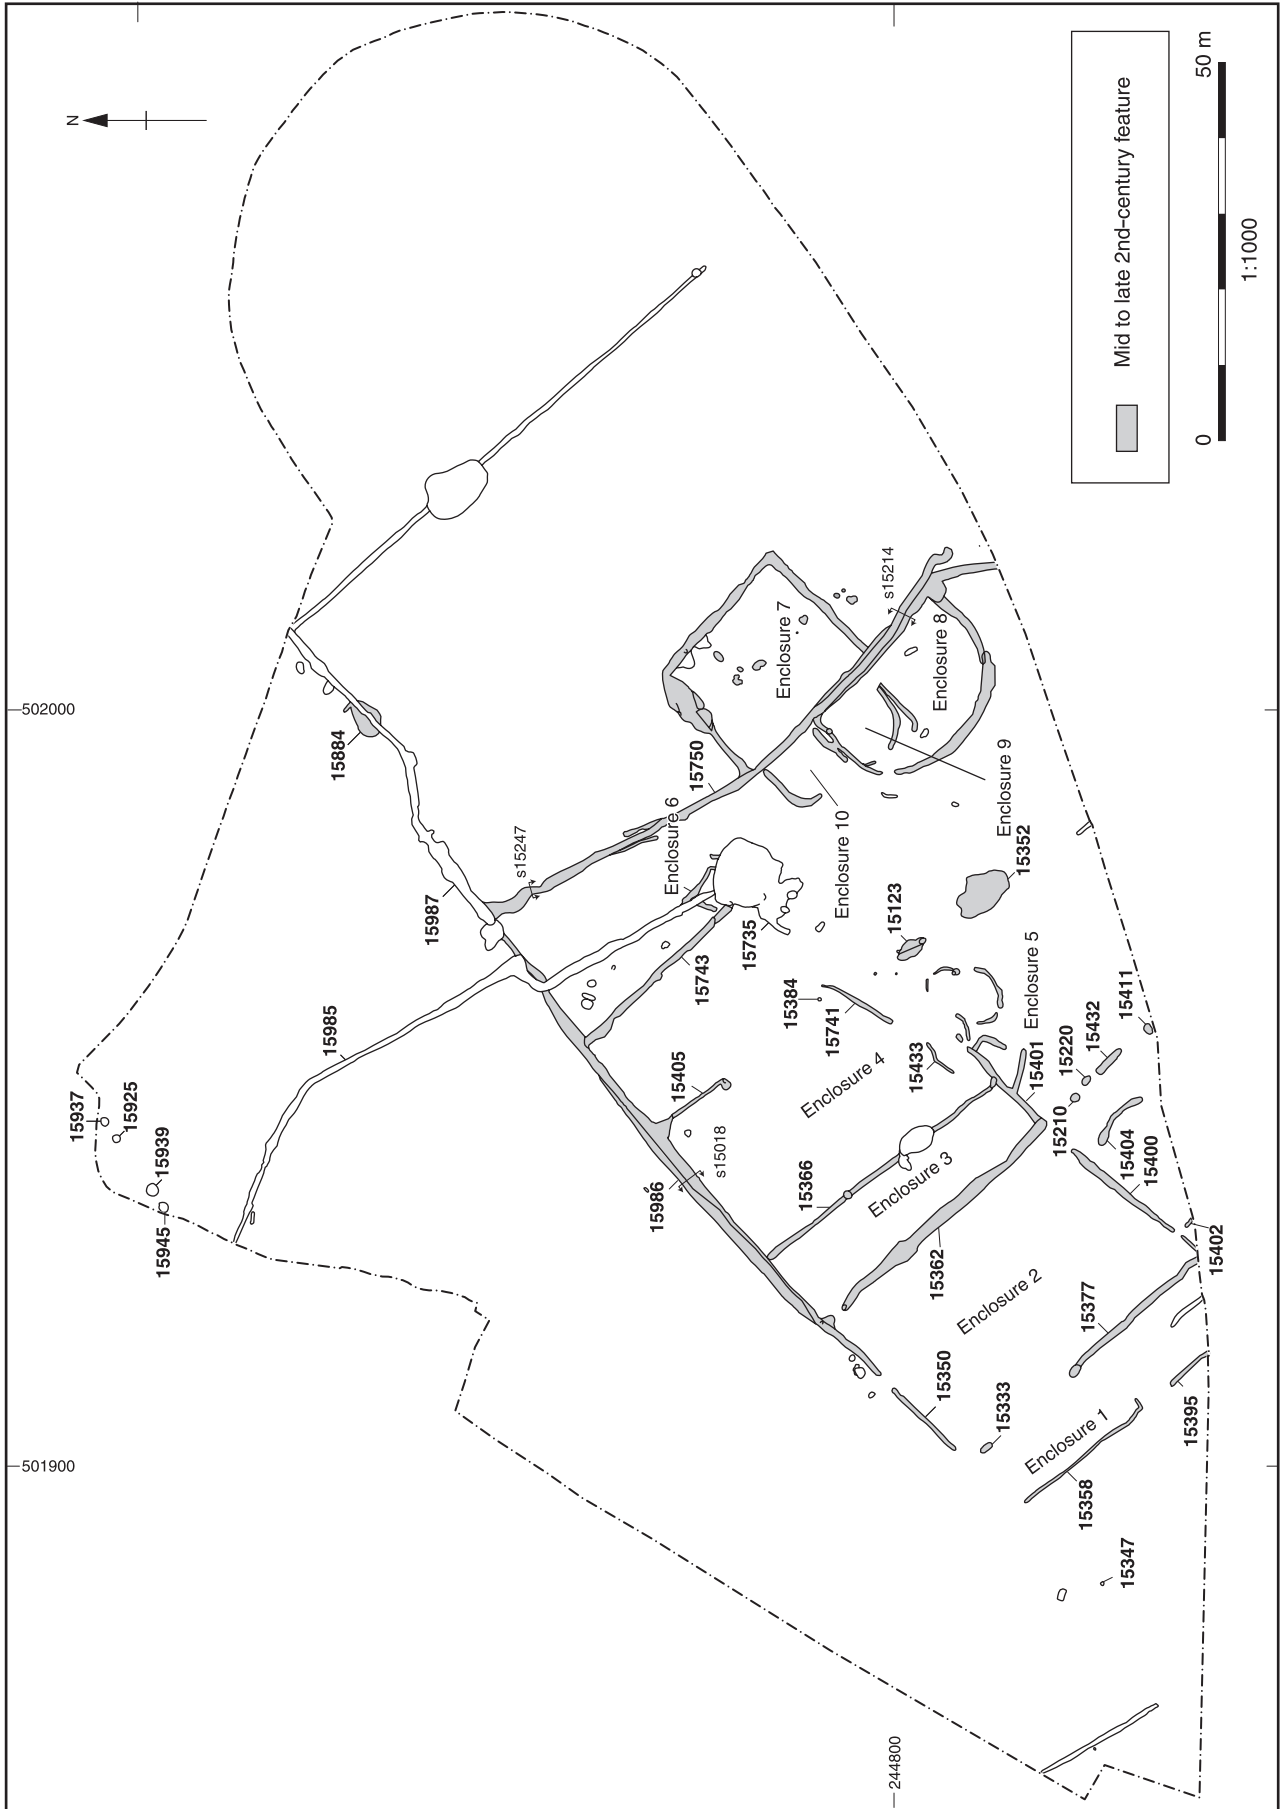 N
50 m
0
1:1000
Mid to late 2nd-century feature
502000
501900
244800
15937
15925
15939
15945
15985
15884
15987
s15247
15750
Enclosure 6
Enclosure 7
s15214
Enclosure 8
Enclosure 9
Enclosure 10
15352
15123
15735
15743
15384
15741
Enclosure 5
15411
15432
15220
15401
15433
Enclosure 4
15405
s15018
15986
15366
Enclosure 3
15210
15404
15400
15402
15362
Enclosure 2
15377
15350
15333
15395
Enclosure 1
15358
15347